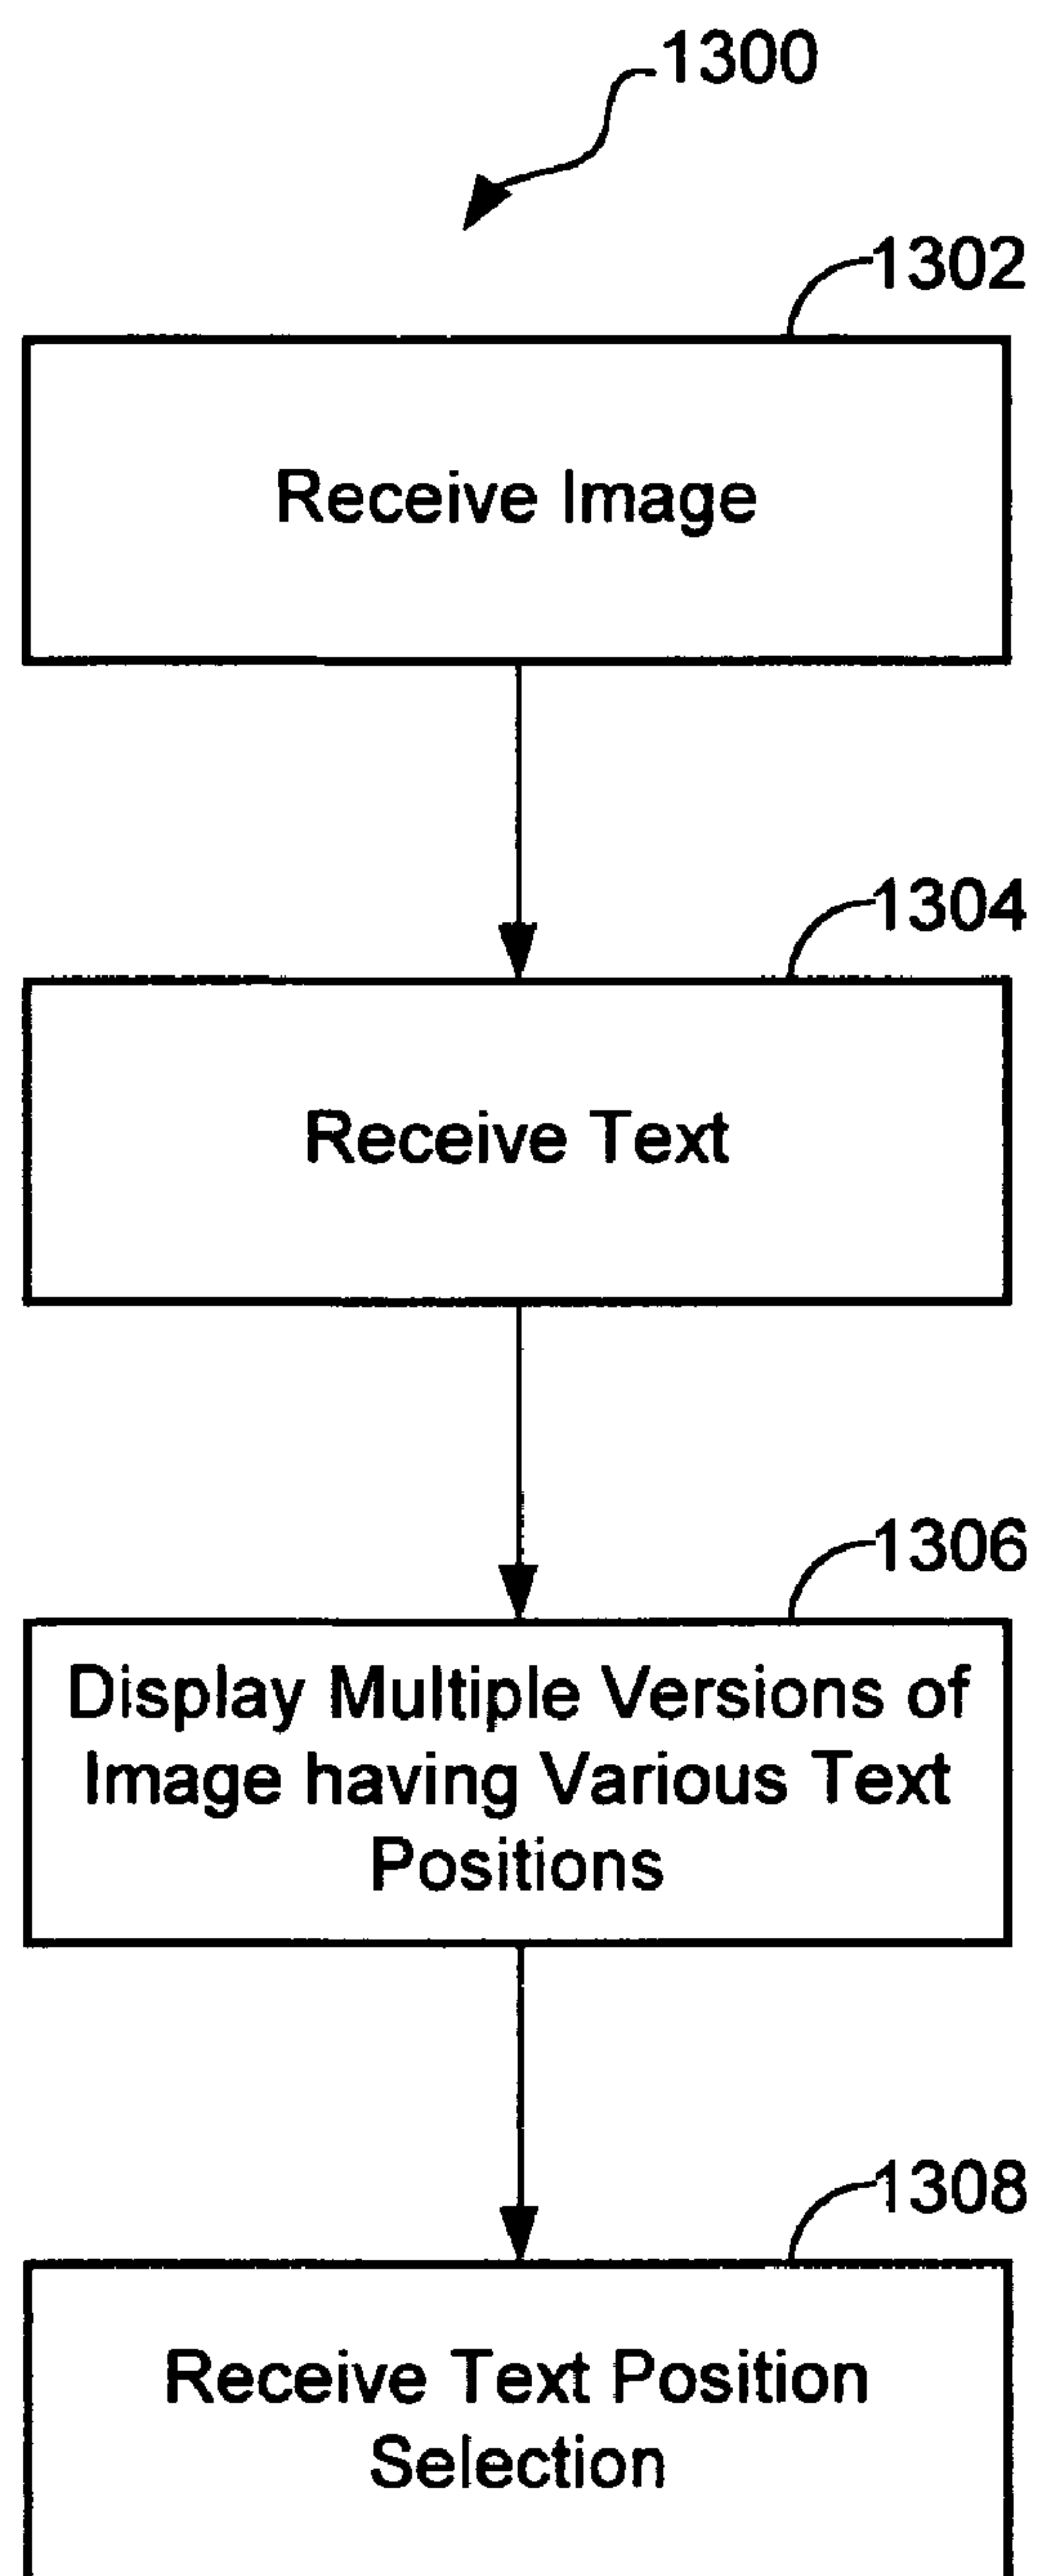 1300
1302
Receive Image
1304
Receive Text
1306
Display Multiple Versions of
Image having Various Text
Positions
1308
Receive Text Position
Selection